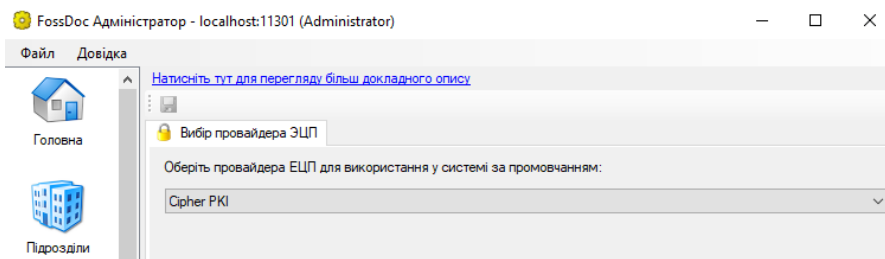 FossDoc Адміністратор - localhost:11301 (Administrator)
Файл Довідка
Натисніть тут для перегляду більш докладного опису
Головна
Вибір провайдера ЭЦП
Оберіть провайдера ЕЦП для використання у системі за промовчанням:
Cipher PKI
Підрозділи